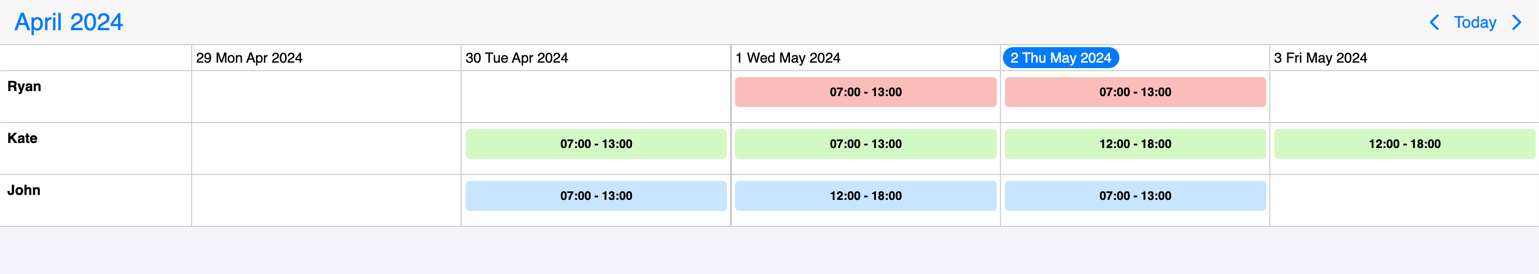 April 2024
Today
29 Mon Apr 2024
30 Tue Apr 2024
1 Wed May 2024
2 Thu May 2024
3 Fri May 2024
Ryan
07:00 - 13:00
07:00 - 13:00
Kate
07:00 - 13:00
07:00 - 13:00
12:00 - 18:00
12:00 - 18:00
John
07:00 - 13:00
12:00 - 18:00
07:00 - 13:00